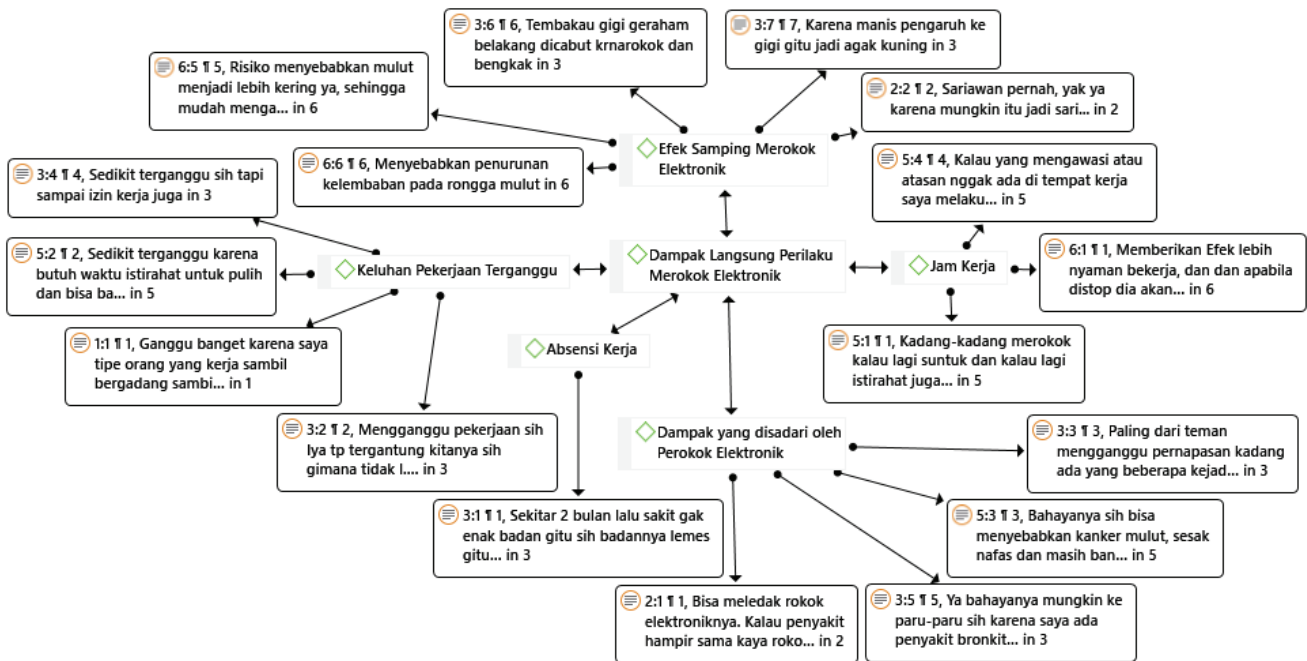 3:6 ¶ 6, Tembakau gigi geraham
belakang dicabut krnarokok dan
bengkak in 3
3:7 ¶ 7, Karena manis pengaruh ke
gigi gitu jadi agak kuning in 3
6:5 ¶ 5, Risiko menyebabkan mulut
menjadi lebih kering ya, sehingga
mudah menga... in 6
2:2 ¶ 2, Sariawan pernah, yak ya
karena mungkin itu jadi sari... in 2
Efek Samping Merokok
Elektronik
6:6 ¶ 6, Menyebabkan penurunan
kelembaban pada rongga mulut in 6
5:4 ¶ 4, Kalau yang mengawasi atau
atasan nggak ada di tempat kerja
saya melaku... in 5
3:4 ¶ 4, Sedikit terganggu sih tapi
sampai izin kerja juga in 3
5:2 ¶ 2, Sedikit terganggu karena
butuh waktu istirahat untuk pulih
dan bisa ba... in 5
Keluhan Pekerjaan Terganggu
Dampak Langsung Perilaku
Merokok Elektronik
Jam Kerja
6:1 ¶ 1, Memberikan Efek lebih
nyaman bekerja, dan dan apabila
distop dia akan... in 6
1:1 ¶ 1, Ganggu banget karena saya
tipe orang yang kerja sambil
bergadang sambi... in 1
Absensi Kerja
5:1 ¶ 1, Kadang-kadang merokok
kalau lagi suntuk dan kalau lagi
istirahat juga... in 5
3:2 ¶ 2, Mengganggu pekerjaan sih
Iya tp tergantung kitanya sih
gimana tidak l.... in 3
Dampak yang disadari oleh
Perokok Elektronik
3:3 ¶ 3, Paling dari teman
mengganggu pernapasan kadang
ada yang beberapa kejad... in 3
3:1 ¶ 1, Sekitar 2 bulan lalu sakit gak
enak badan gitu sih badannya lemes
gitu... in 3
5:3 ¶ 3, Bahayanya sih bisa
menyebabkan kanker mulut, sesak
nafas dan masih ban... in 5
2:1 ¶ 1, Bisa meledak rokok
elektroniknya. Kalau penyakit
hampir sama kaya roko... in 2
3:5 ¶ 5, Ya bahayanya mungkin ke
paru-paru sih karena saya ada
penyakit bronkit... in 3